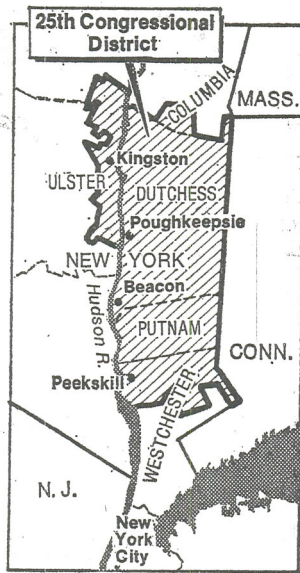 25th Congressional
District
COLUMBIA
MASS.
Kingston
ULSTER
DUTCHESS
Poughkeepsie
NEW YORK
Hudson R.
Beacon
PUTNAM
CONN.
Peekskill
WESTCHESTER
N. J.
New
York
City